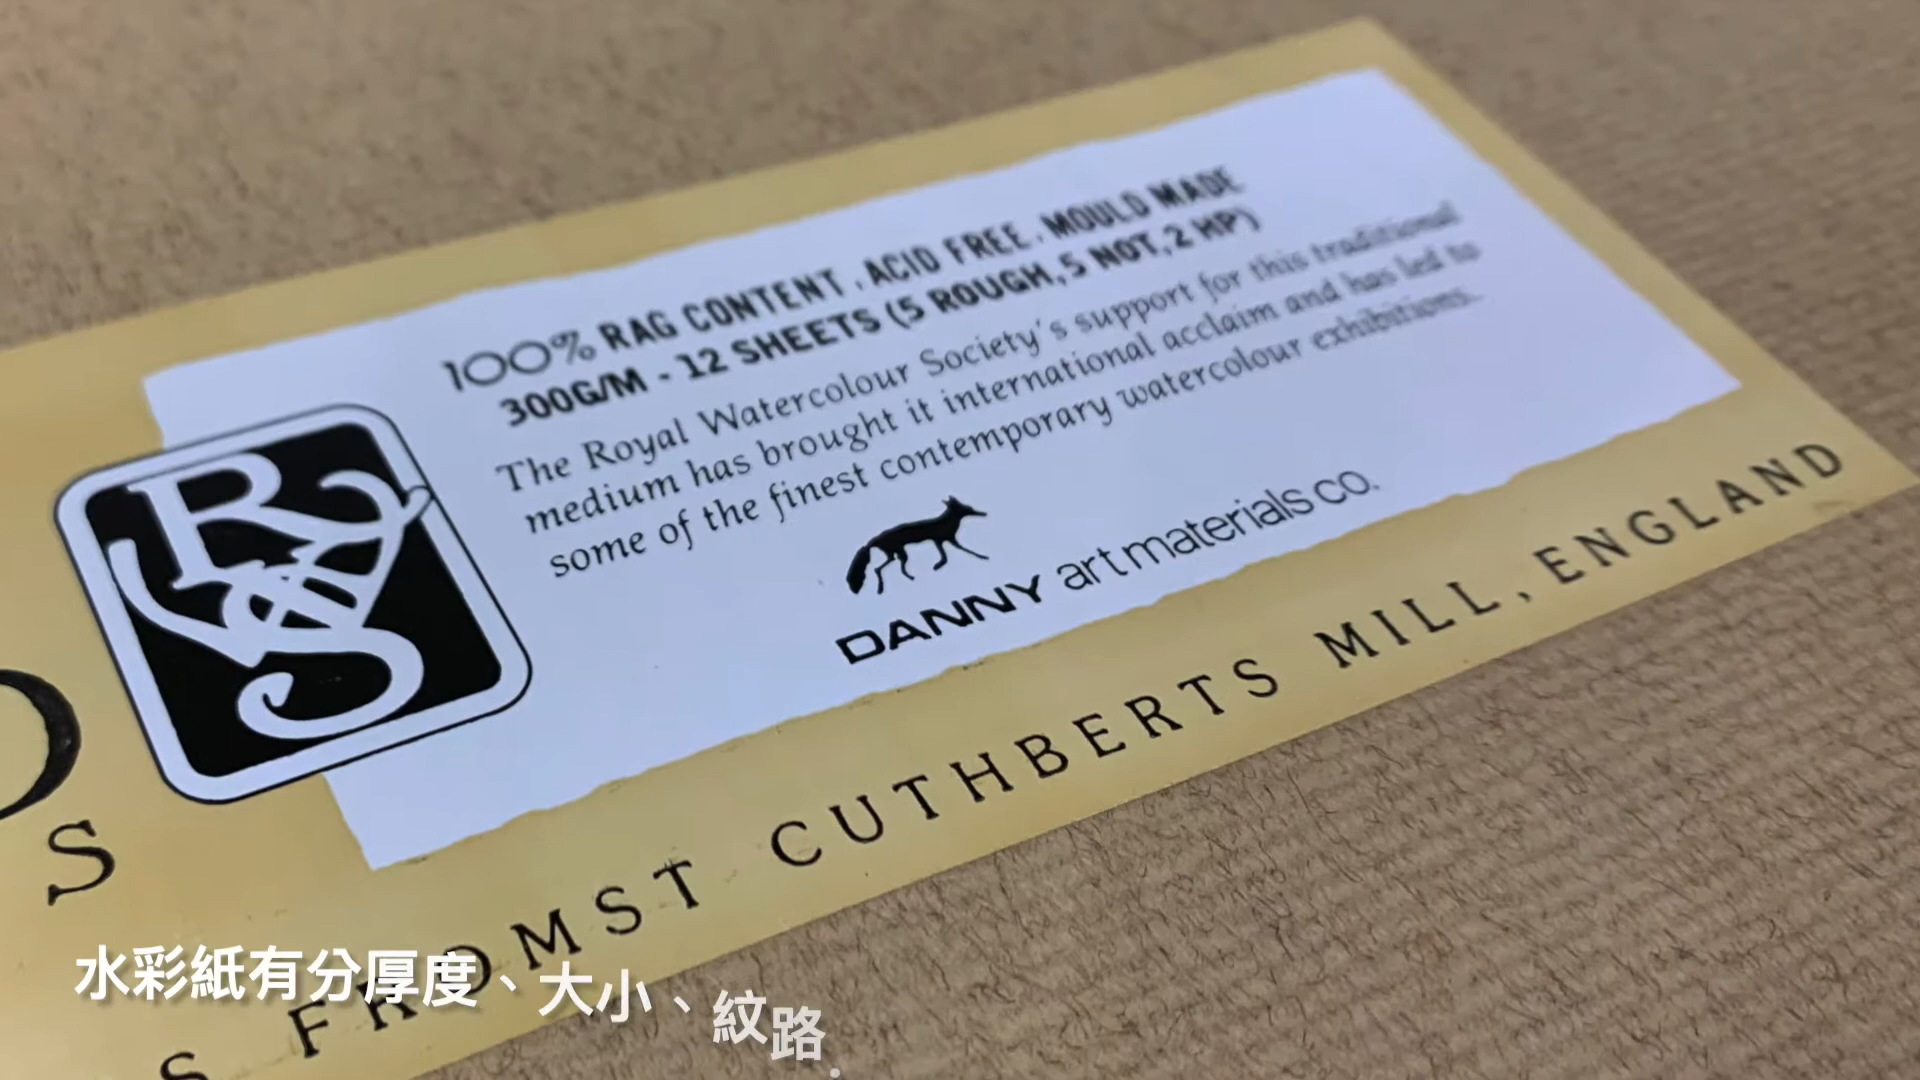 100% RAG CONTENT, ACID FREE, MOULD MADE
300G/M - 12 SHEETS (5 ROUGH, 5 NOT, 2 HP)
The Royal Watercolour Society's support for this traditional
medium has brought it international acclaim and has led to
some of the finest contemporary watercolour exhibitions.
RWS
DANNY art materials co.
S
S FROM ST CUTHBERTS MILL, ENGLAND
水彩紙有分厚度、大小、紋路